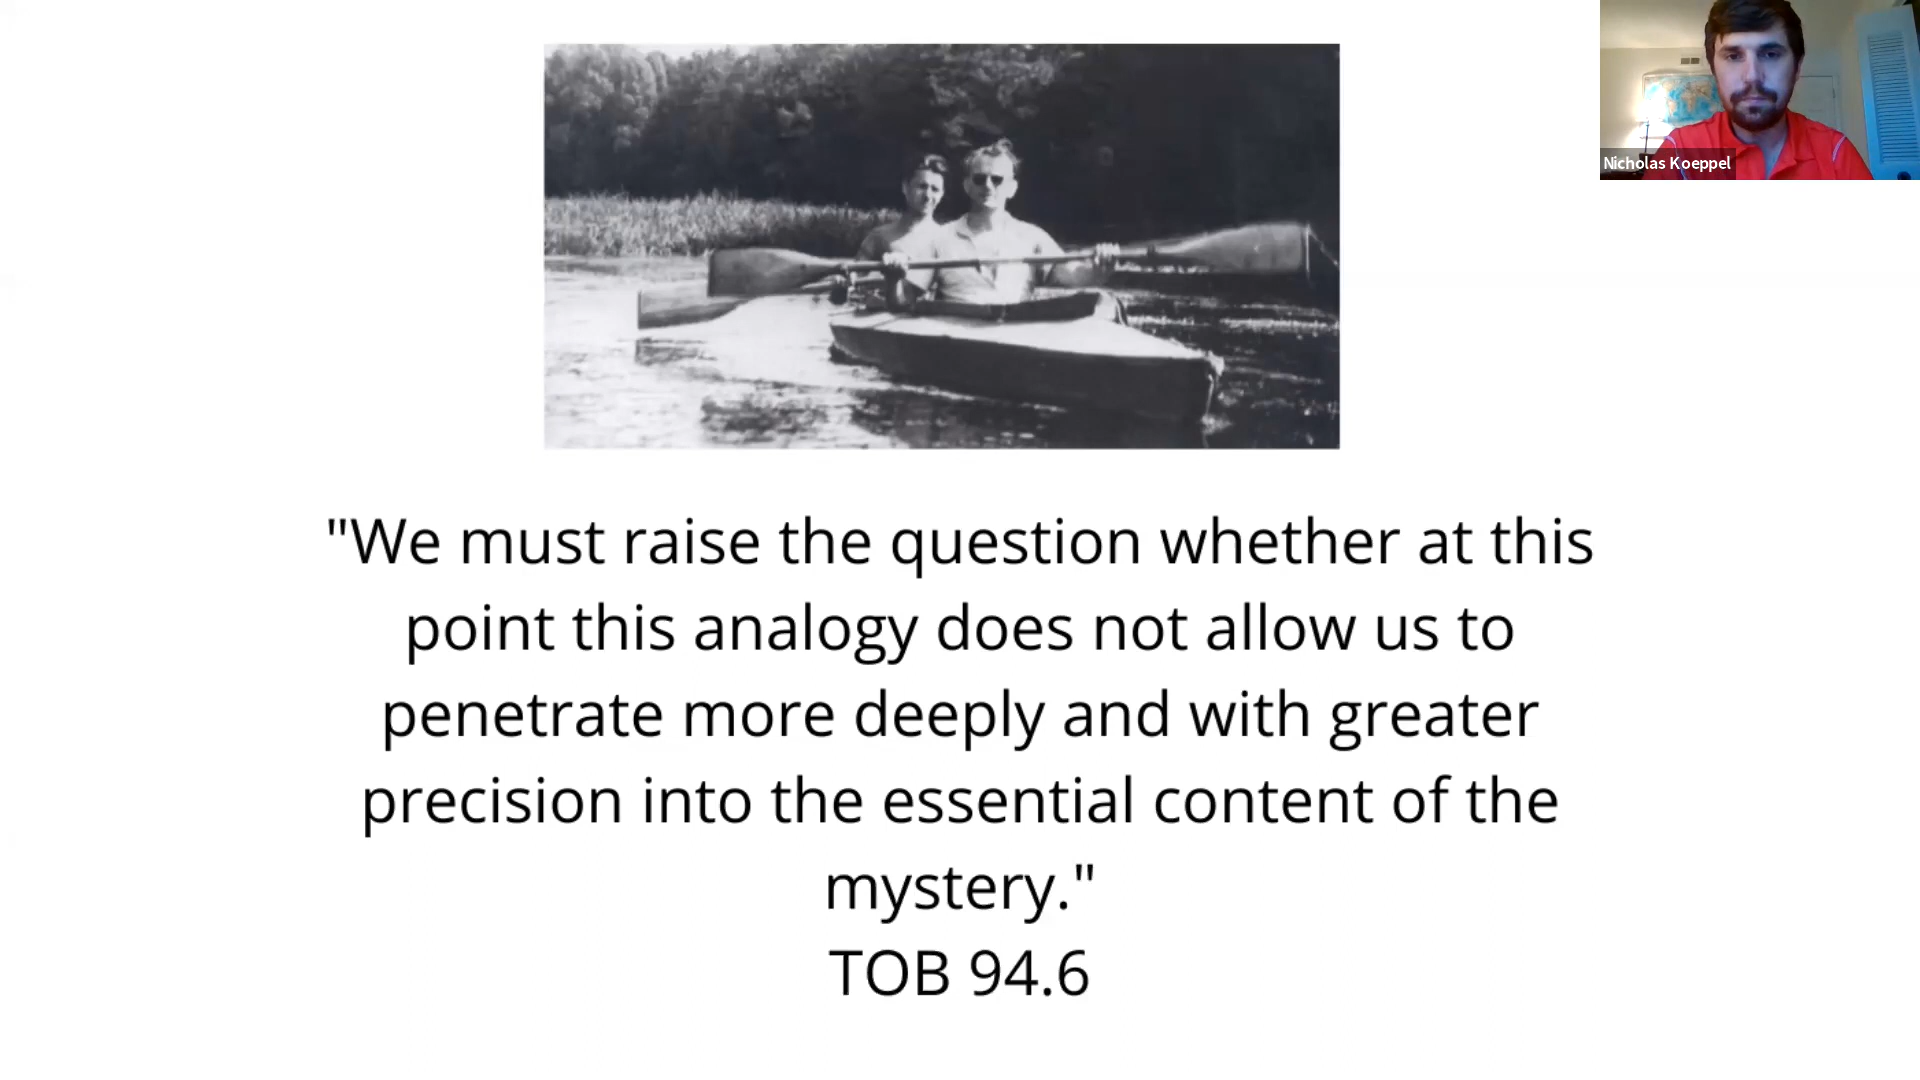 Nicholas Koeppel
"We must raise the question whether at this
point this analogy does not allow us to
penetrate more deeply and with greater
precision into the essential content of the
mystery."
TOB 94.6